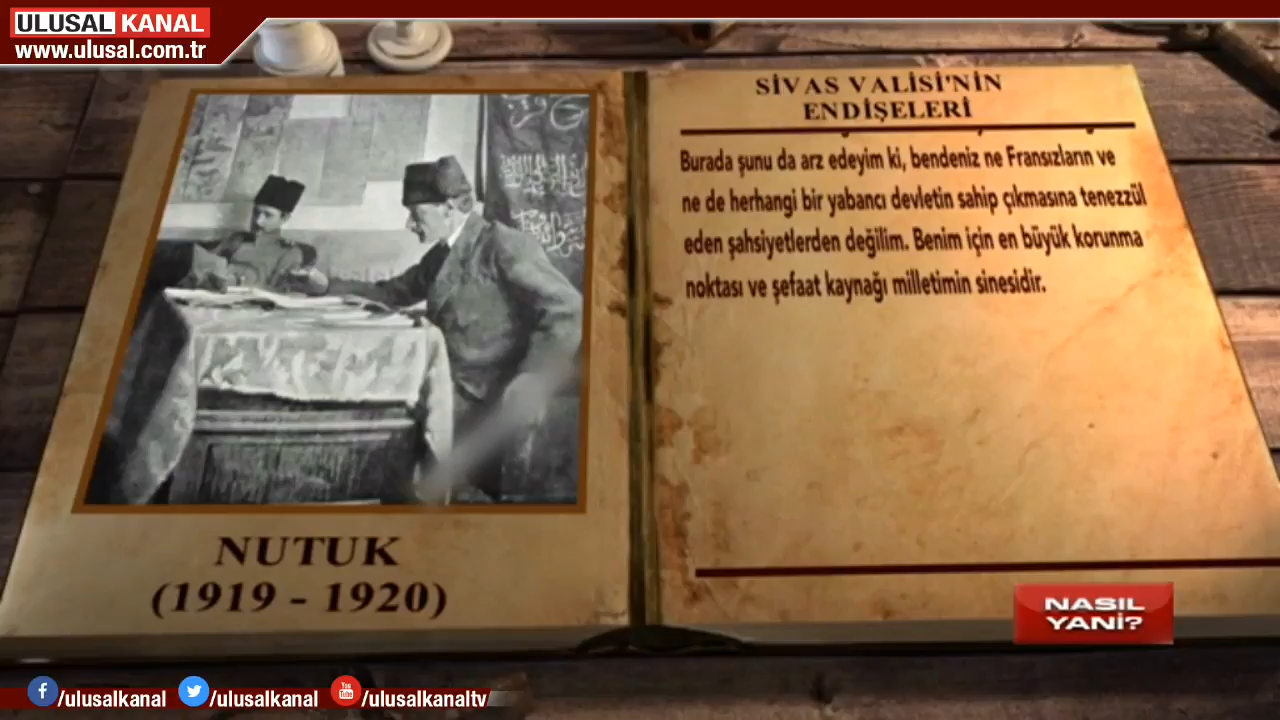 ULUSAL KANAL
www.ulusal.com.tr
NUTUK
(1919 - 1920)
SİVAS VALİSİ'NİN
ENDİŞELERİ
Burada şunu da arz edeyim ki, bendeniz ne Fransızların ve
ne de herhangi bir yabancı devletin sahip çıkmasına tenezzül
eden şahsiyetlerden değilim. Benim için en büyük korunma
noktası ve şefaat kaynağı milletimin sinesidir.
NASIL
YANİ?
/ulusalkanal
/ulusalkanal
You Tube
/ulusalkanaltv